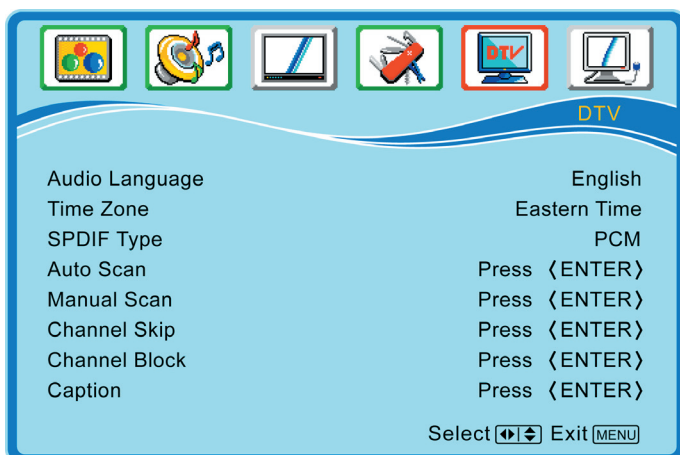 DTV
DTV
Audio Language English
Time Zone Eastern Time
SPDIF Type PCM
Auto Scan Press 〈ENTER〉
Manual Scan Press 〈ENTER〉
Channel Skip Press 〈ENTER〉
Channel Block Press 〈ENTER〉
Caption Press 〈ENTER〉
Select Exit MENU